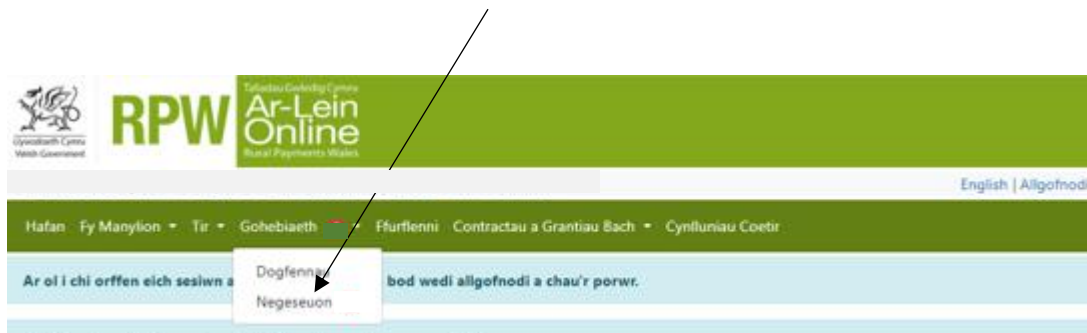 Taliadau Gwledig Cymru
RPW Ar-Lein
Online
Rural Payments Wales
Llywodraeth Cymru
Welsh Government
English | Allgofnodi
Hafan Fy Manylion Tir Gohebiaeth Ffurflenni Contractau a Grantiau Bach Cynlluniau Coetir
Dogfennau
Ar ol i chi orffen eich sesiwn a bod wedi allgofnodi a chau'r porwr.
Negeseuon